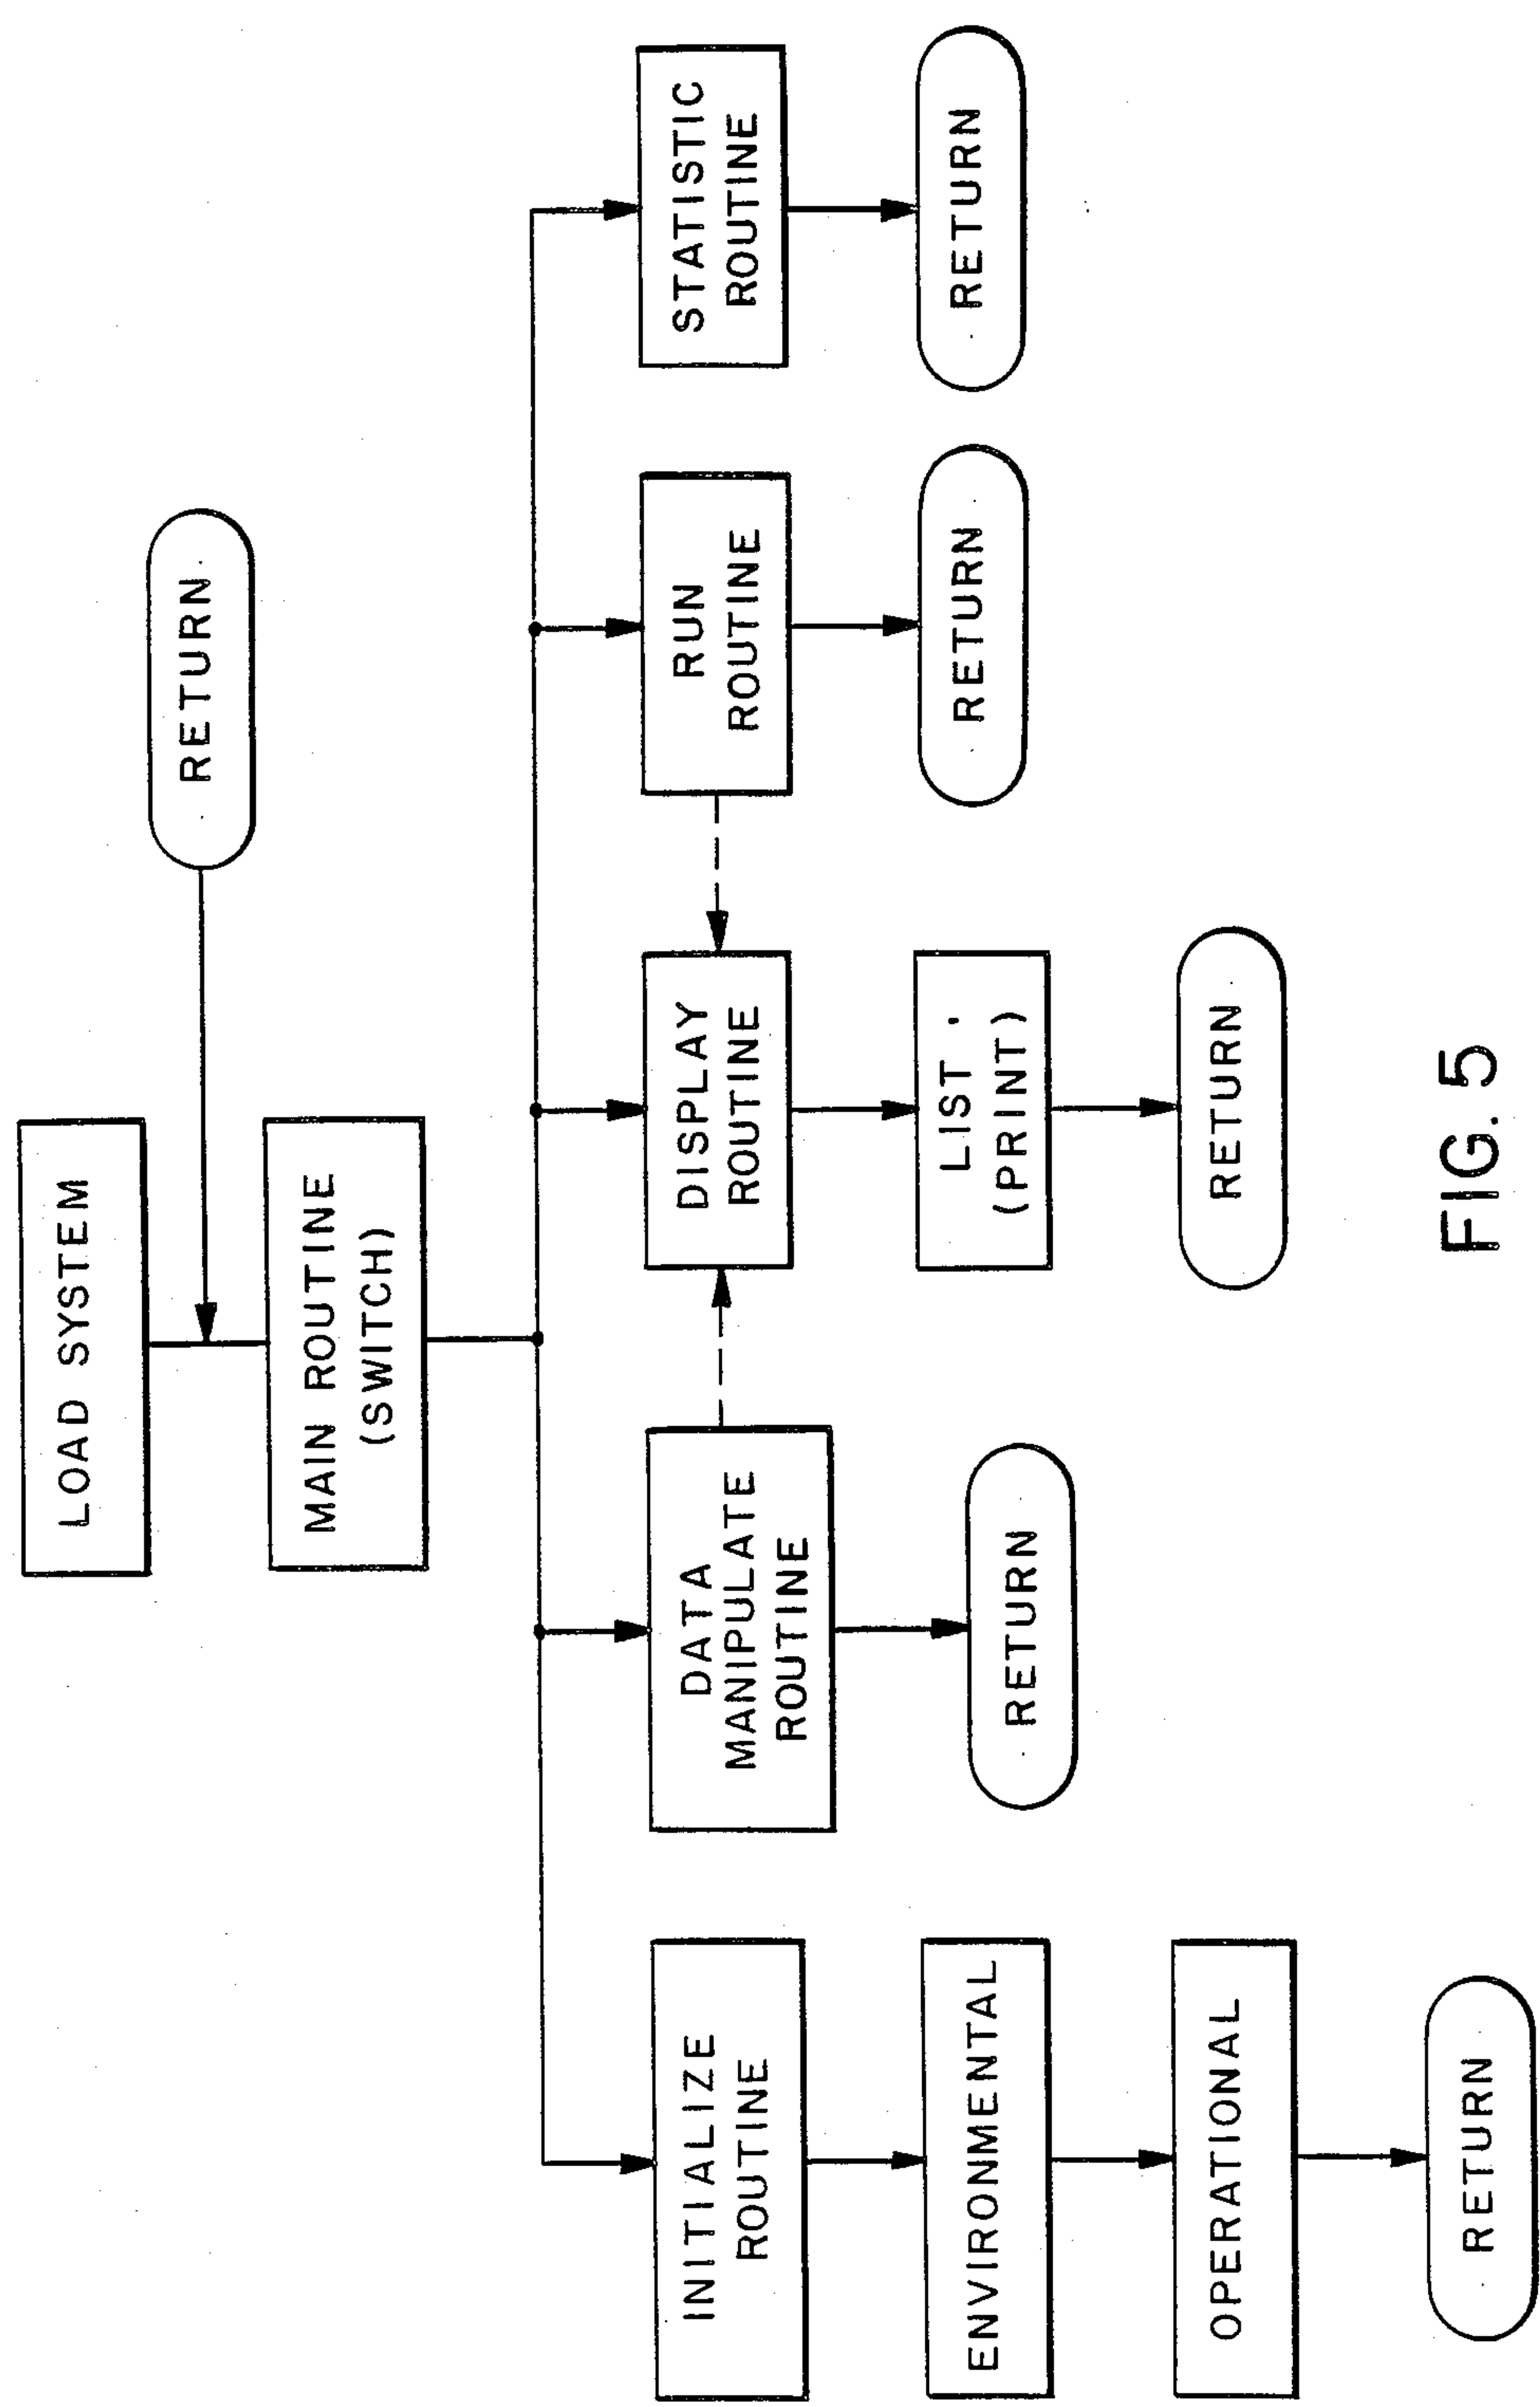 LOAD SYSTEM
RETURN
MAIN ROUTINE
(SWITCH)
INITIALIZE
ROUTINE
DATA
MANIPULATE
ROUTINE
DISPLAY
ROUTINE
RUN
ROUTINE
STATISTIC
ROUTINE
ENVIRONMENTAL
RETURN
LIST
(PRINT)
RETURN
RETURN
OPERATIONAL
RETURN
RETURN
FIG. 5